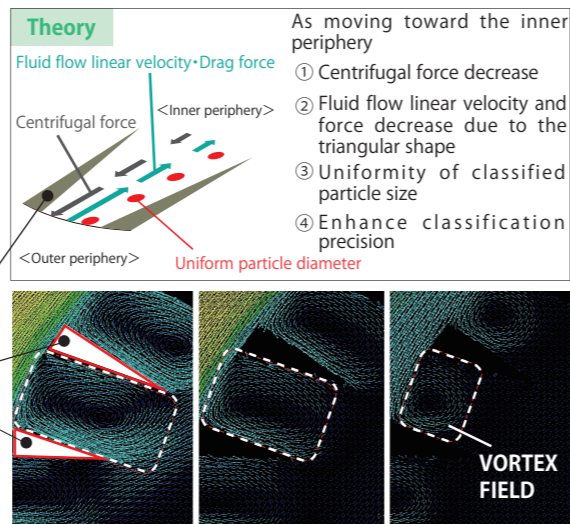 Theory
Fluid flow linear velocity･Drag force
<Inner periphery>
Centrifugal force
<Outer periphery>
Uniform particle diameter
As moving toward the inner
periphery
① Centrifugal force decrease
② Fluid flow linear velocity and
force decrease due to the
triangular shape
③ Uniformity of classified
particle size
④ Enhance classification
precision
VORTEX
FIELD